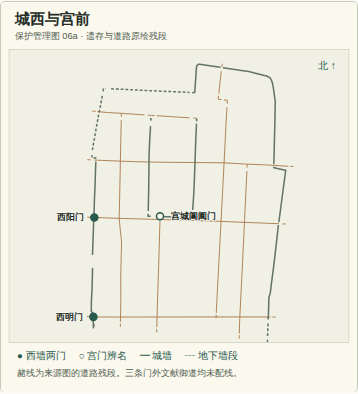 城西与宫前
保护管理图 06a · 遗存与道路原绘残段
北 ↑
西阳门
宫城阊阖门
西明门
● 西墙两门 ○ 宫门辨名 — 城墙 --- 地下墙段
赭线为来源图的道路残段。三条门外文献御道均未配线。